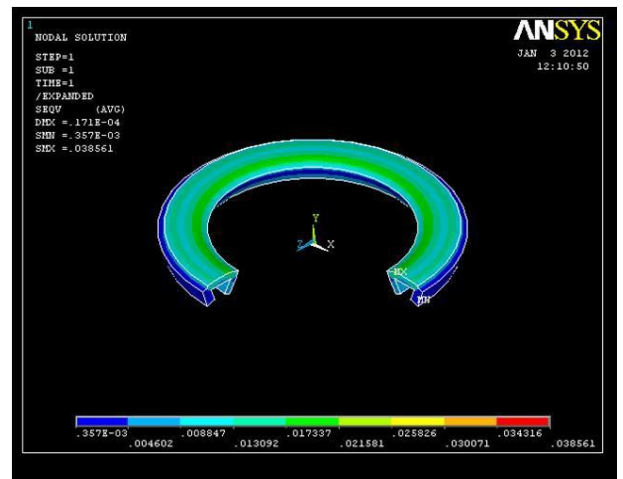 1
NODAL SOLUTION
STEP=1
SUB =1
TIME=1
/EXPANDED
SEQV (AVG)
DMX =.171E-04
SMN =.357E-03
SMX =.038561
ANSYS
JAN 3 2012
12:10:50
Y
Z X
MX
MN
.357E-03 .008847 .017337 .025826 .034316
.004602 .013092 .021581 .030071 .038561